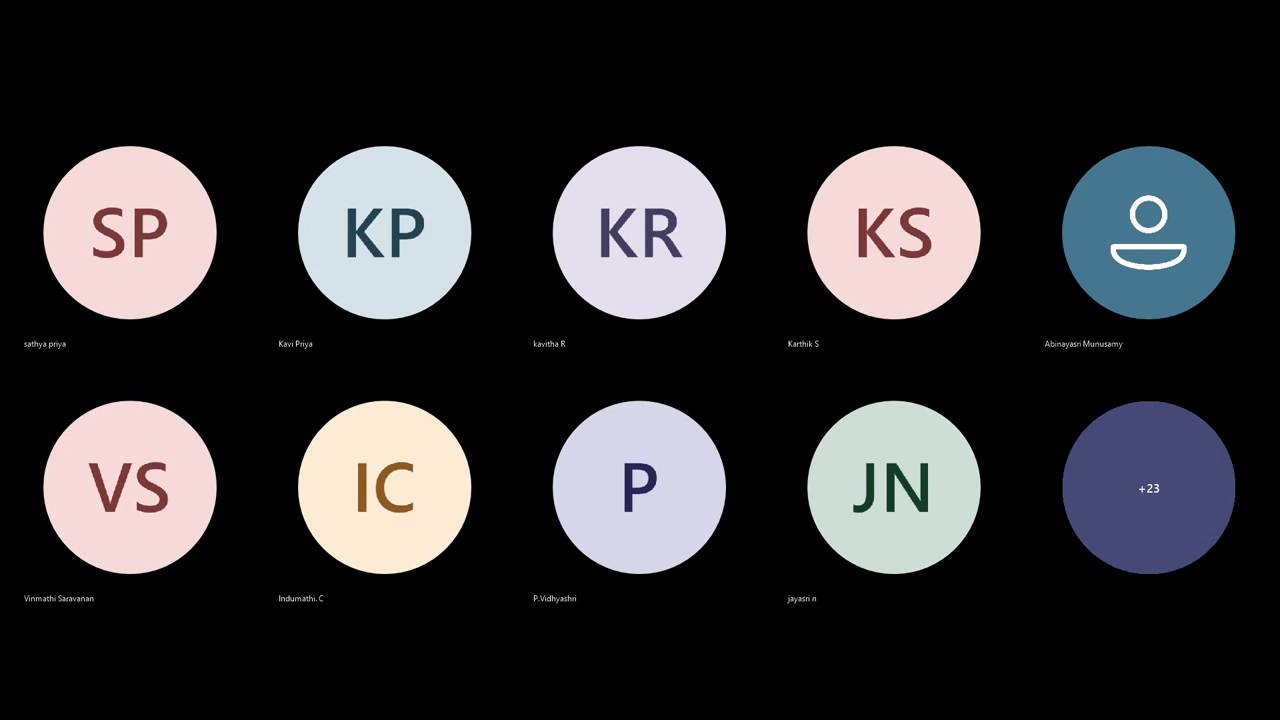 SP
KP
KR
KS
sathya priya
Kavi Priya
kavitha R
Karthik S
Abinayasri Munusamy
VS
IC
P
JN
+23
Vinmathi Saravanan
Indumathi. C
P.Vidhyashri
jayasri n